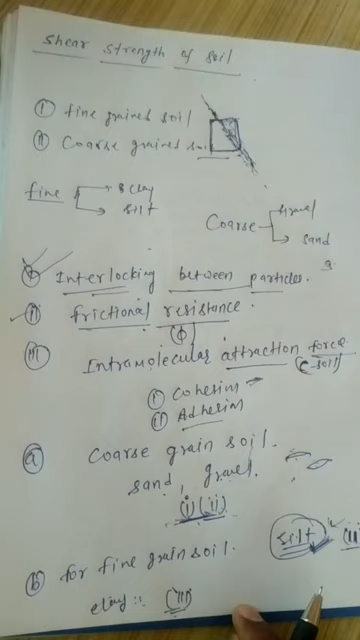 Shear strength of soil
(I) fine grained soil
(II) Coarse grained soil
fine → clay
→ silt
Coarse gravel
→ sand
(I) Interlocking between particles.
(II) frictional resistance.
(ϕ)
(III) Intramolecular attraction force
(C-soil)
(I) Cohesion
(II) Adhesion
(a) Coarse grain soil.
sand, gravel.
(i) (ii)
silt (ii)
(b) for fine grain soil.
clay :: (iii)